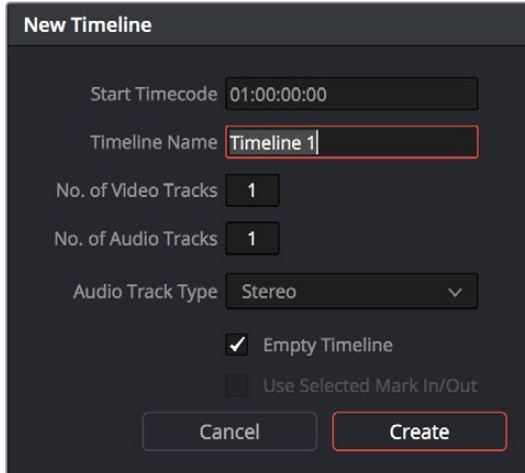 New Timeline
Start Timecode 01:00:00:00
Timeline Name Timeline 1
No. of Video Tracks 1
No. of Audio Tracks 1
Audio Track Type Stereo
Empty Timeline
Use Selected Mark In/Out
Cancel Create